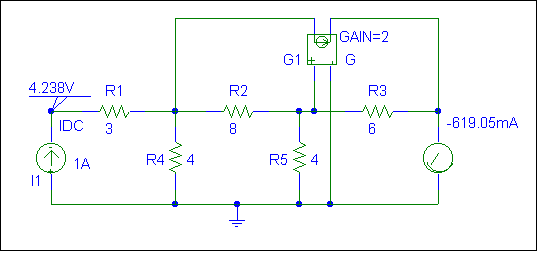 GAIN=2
G1
G
4.238V
R1
R2
R3
IDC
3
8
6
-619.05mA
1A
R4
4
R5
4
I1